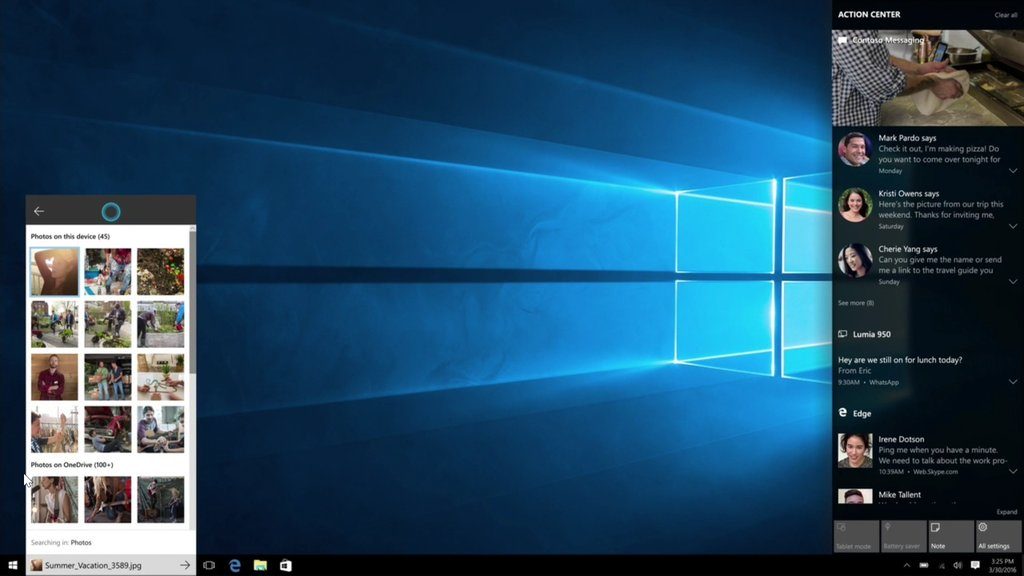 ACTION CENTER
Clear all
Contoso Messaging
Mark Pardo says
Check it out, I'm making pizza! Do
you want to come over tonight for
Monday
Kristi Owens says
Here's the picture from our trip this
weekend. Thanks for inviting me,
Saturday
Cherie Yang says
Can you give me the name or send
me a link to the travel guide you
Sunday
See more (8)
Lumia 950
Hey are we still on for lunch today?
From Eric
9:30AM • WhatsApp
Edge
Irene Dotson
Ping me when you have a minute.
We need to talk about the work pro-
10:39AM • Web.Skype.com
Mike Tallent
Expand
Tablet mode
Battery saver
Note
All settings
Photos on this device (45)
Photos on OneDrive (100+)
Searching in: Photos
Summer_Vacation_3589.jpg
3:25 PM
3/30/2016